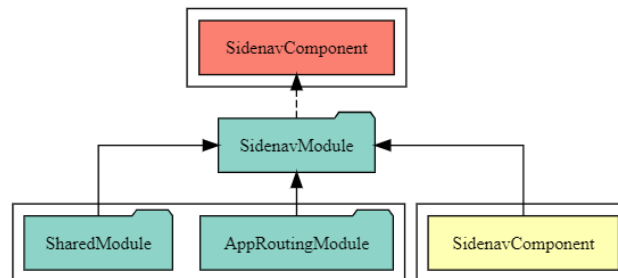 SidenavComponent
SidenavModule
SharedModule
AppRoutingModule
SidenavComponent